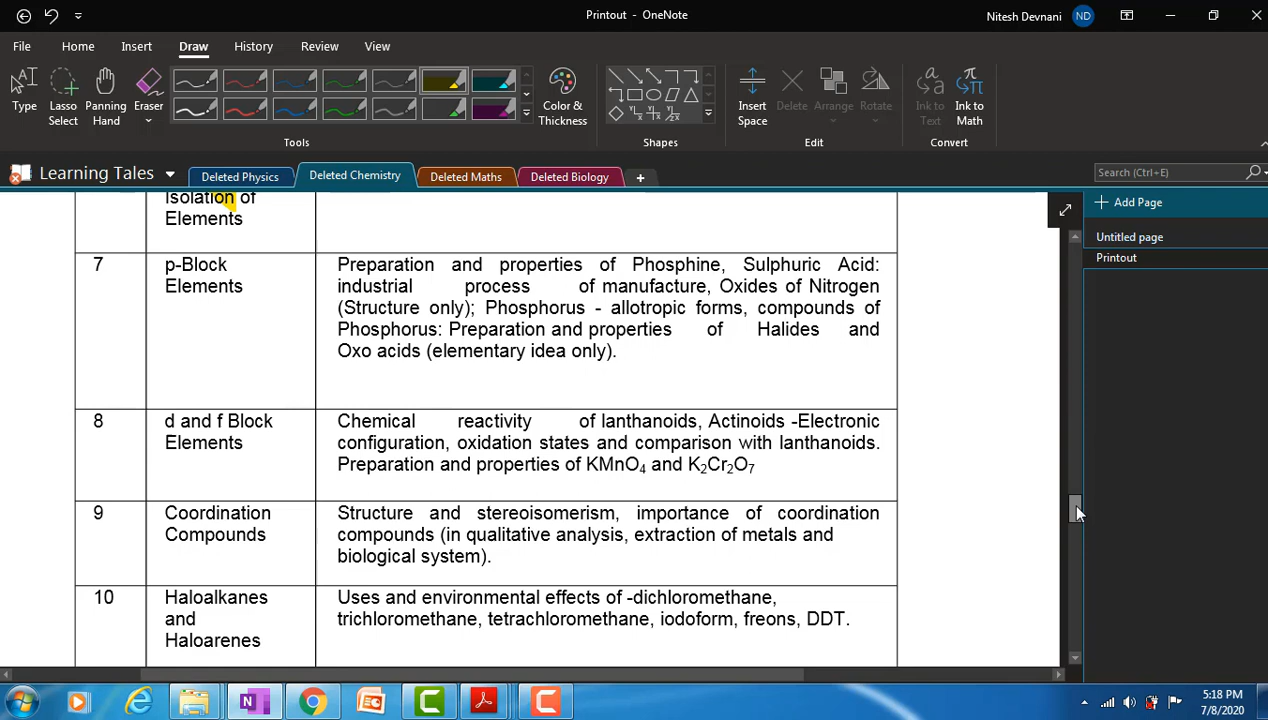 Printout - OneNote
Nitesh Devnani
ND
File
Home
Insert
Draw
History
Review
View
Type
Lasso
Select
Panning
Hand
Eraser
Color &
Thickness
Insert
Space
Delete
Arrange
Rotate
Ink to
Text
Ink to
Math
Tools
Shapes
Edit
Convert
Learning Tales
Deleted Physics
Deleted Chemistry
Deleted Maths
Deleted Biology
Search (Ctrl+E)
Add Page
Untitled page
Printout
Isolation of
Elements
7
p-Block
Elements
Preparation and properties of Phosphine, Sulphuric Acid:
industrial process of manufacture, Oxides of Nitrogen
(Structure only); Phosphorus - allotropic forms, compounds of
Phosphorus: Preparation and properties of Halides and
Oxo acids (elementary idea only).
8
d and f Block
Elements
Chemical reactivity of lanthanoids, Actinoids -Electronic
configuration, oxidation states and comparison with lanthanoids.
Preparation and properties of KMnO₄ and K₂Cr₂O₇
9
Coordination
Compounds
Structure and stereoisomerism, importance of coordination
compounds (in qualitative analysis, extraction of metals and
biological system).
10
Haloalkanes
and
Haloarenes
Uses and environmental effects of -dichloromethane,
trichloromethane, tetrachloromethane, iodoform, freons, DDT.
5:18 PM
7/8/2020